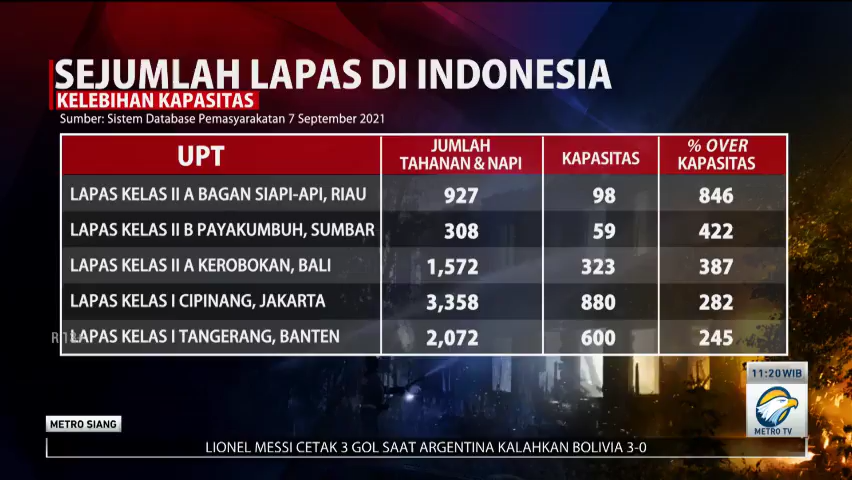 SEJUMLAH LAPAS DI INDONESIA
KELEBIHAN KAPASITAS
Sumber: Sistem Database Pemasyarakatan 7 September 2021
UPT
JUMLAH
TAHANAN & NAPI
KAPASITAS
% OVER
KAPASITAS
LAPAS KELAS II A BAGAN SIAPI-API, RIAU 927 98 846
LAPAS KELAS II B PAYAKUMBUH, SUMBAR 308 59 422
LAPAS KELAS II A KEROBOKAN, BALI 1,572 323 387
LAPAS KELAS I CIPINANG, JAKARTA 3,358 880 282
LAPAS KELAS I TANGERANG, BANTEN 2,072 600 245
11:20 WIB
METRO TV
METRO SIANG
LIONEL MESSI CETAK 3 GOL SAAT ARGENTINA KALAHKAN BOLIVIA 3-0